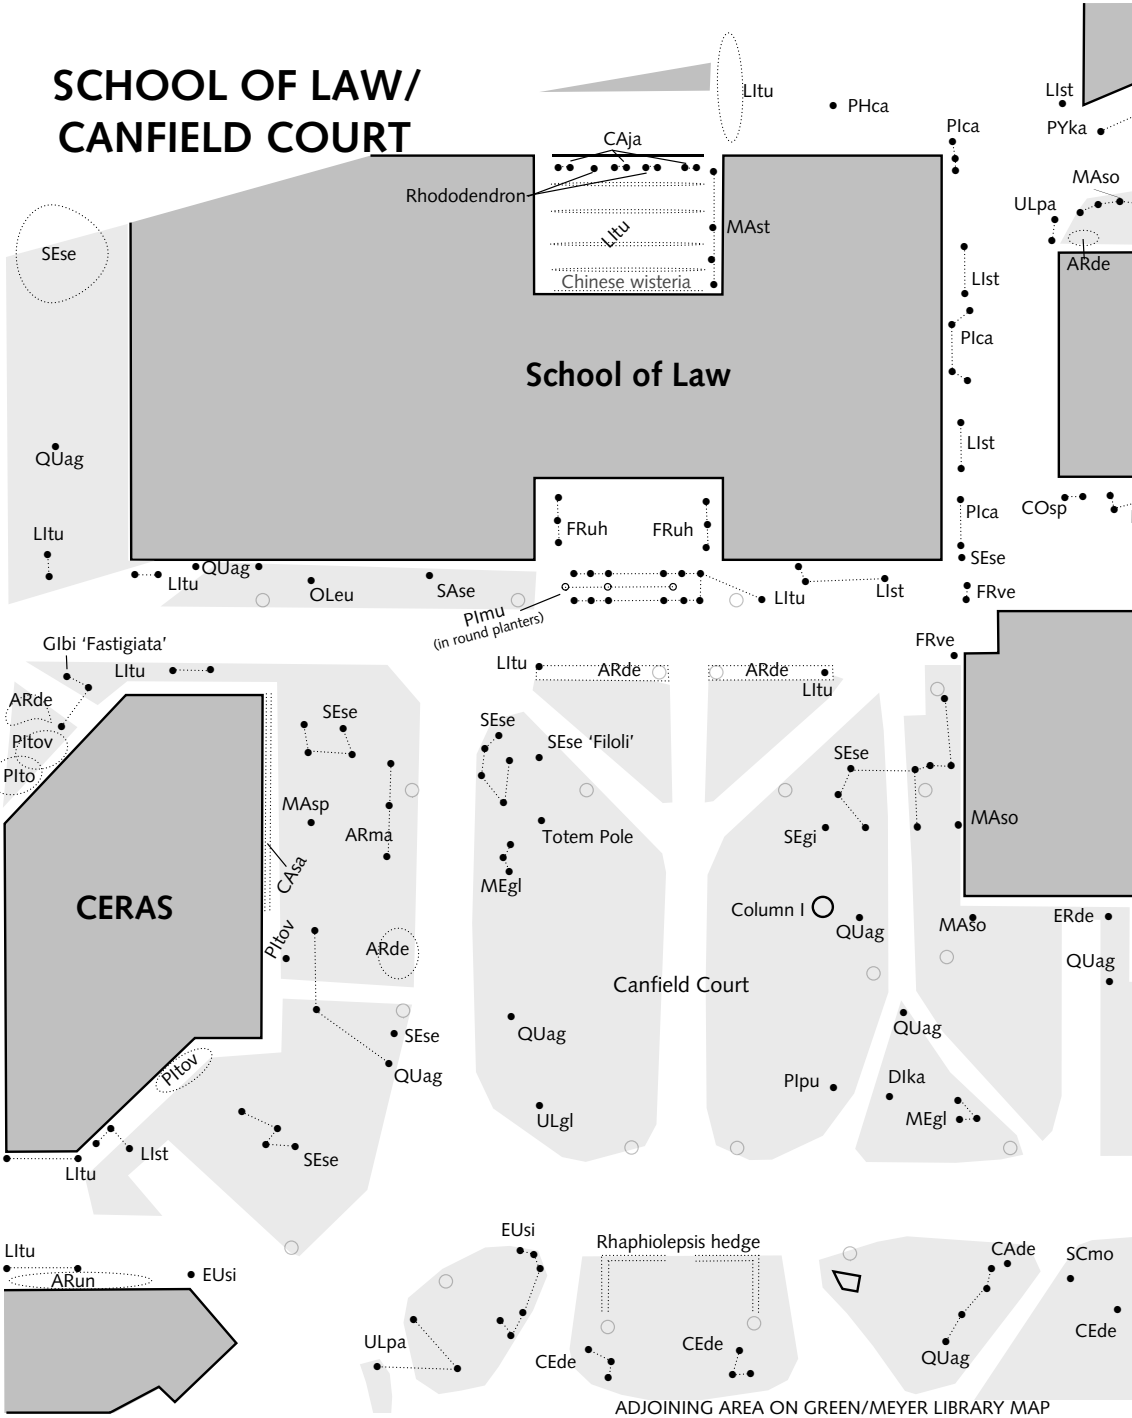 SCHOOL OF LAW/
CANFIELD COURT
LItu
PHca
LIst
PYka
PIca
CAja
Rhododendron
LItu
MAst
Chinese wisteria
MAso
ULpa
ARde
SEse
LIst
PIca
School of Law
QUag
LIst
LItu
FRuh
FRuh
PIca
COsp
SEse
LItu
QUag
OLeu
SAse
PImu
(in round planters)
LItu
LIst
FRve
GIbi ‘Fastigiata’
LItu
LItu
ARde
ARde
LItu
FRve
ARde
PItov
PIto
SEse
SEse
SEse ‘Filoli’
SEse
MAsp
ARma
Totem Pole
SEgi
MAso
CAsa
MEgl
CERAS
Column I
QUag
MAso
ERde
PItov
ARde
QUag
Canfield Court
SEse
QUag
QUag
PItov
QUag
PIpu
DIka
ULgl
MEgl
LIst
SEse
LItu
EUsi
Rhaphiolepsis hedge
LItu
ARun
EUsi
CAde
SCmo
ULpa
CEde
CEde
QUag
CEde
ADJOINING AREA ON GREEN/MEYER LIBRARY MAP